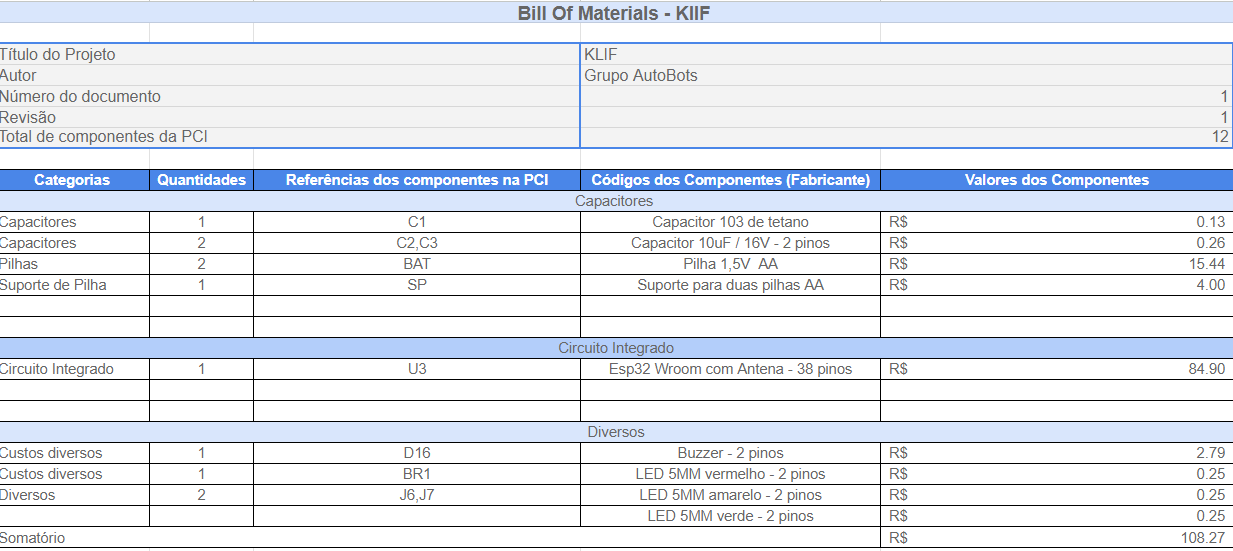 Bill Of Materials - KIIF
Título do Projeto KLIF
Autor Grupo AutoBots
Número do documento 1
Revisão 1
Total de componentes da PCI 12
Categorias Quantidades Referências dos componentes na PCI Códigos dos Componentes (Fabricante) Valores dos Componentes
Capacitores
Capacitores 1 C1 Capacitor 103 de tetano R$ 0.13
Capacitores 2 C2,C3 Capacitor 10uF / 16V - 2 pinos R$ 0.26
Pilhas 2 BAT Pilha 1,5V AA R$ 15.44
Suporte de Pilha 1 SP Suporte para duas pilhas AA R$ 4.00
Circuito Integrado
Circuito Integrado 1 U3 Esp32 Wroom com Antena - 38 pinos R$ 84.90
Diversos
Custos diversos 1 D16 Buzzer - 2 pinos R$ 2.79
Custos diversos 1 BR1 LED 5MM vermelho - 2 pinos R$ 0.25
Diversos 2 J6,J7 LED 5MM amarelo - 2 pinos R$ 0.25
LED 5MM verde - 2 pinos R$ 0.25
Somatório R$ 108.27